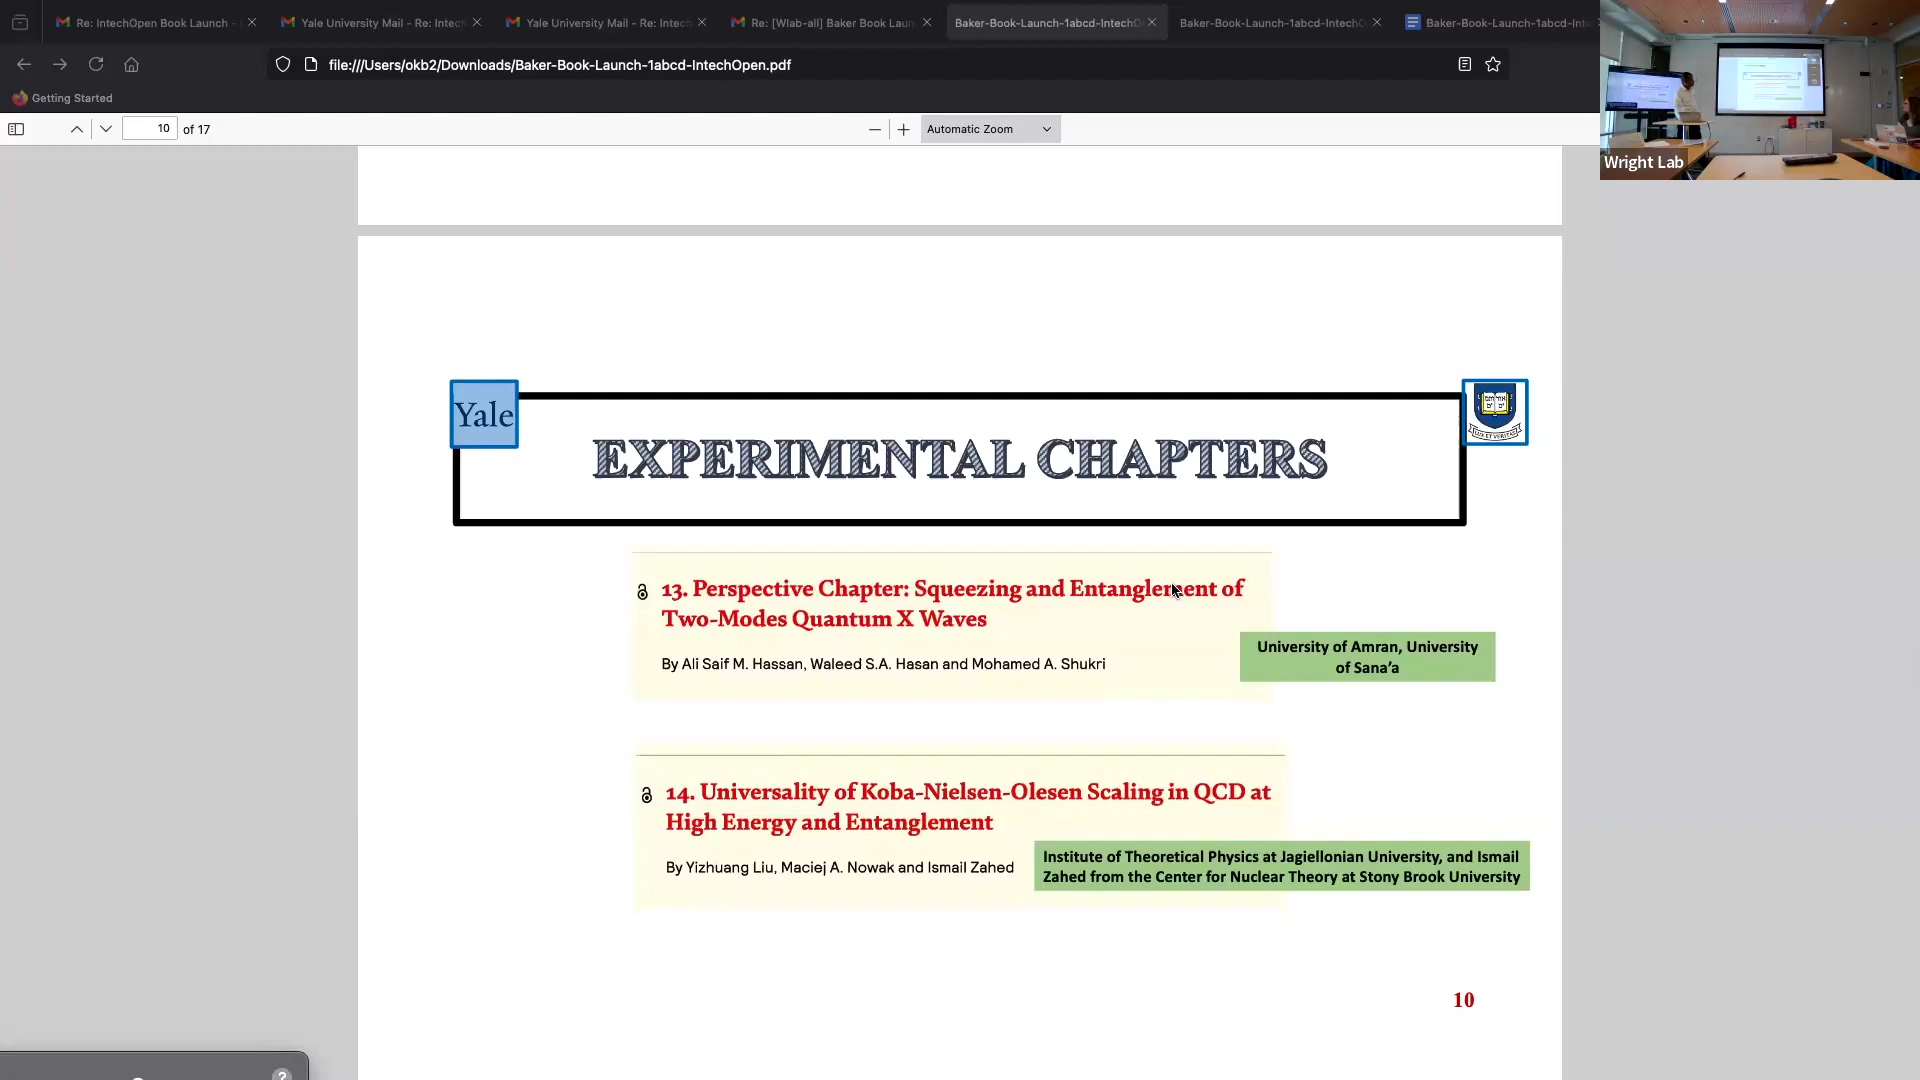 Re: IntechOpen Book Launch -
Yale University Mail - Re: Intech
Yale University Mail - Re: Intech
Re: [Wlab-all] Baker Book Laun
Baker-Book-Launch-1abcd-IntechO
Baker-Book-Launch-1abcd-IntechO
Baker-Book-Launch-1abcd-Inte
file:///Users/okb2/Downloads/Baker-Book-Launch-1abcd-IntechOpen.pdf
Getting Started
10 of 17
Automatic Zoom
Wright Lab
Yale
LUX ET VERITAS
EXPERIMENTAL CHAPTERS
13. Perspective Chapter: Squeezing and Entanglement of
Two-Modes Quantum X Waves
By Ali Saif M. Hassan, Waleed S.A. Hasan and Mohamed A. Shukri
University of Amran, University
of Sana’a
14. Universality of Koba-Nielsen-Olesen Scaling in QCD at
High Energy and Entanglement
By Yizhuang Liu, Maciej A. Nowak and Ismail Zahed
Institute of Theoretical Physics at Jagiellonian University, and Ismail
Zahed from the Center for Nuclear Theory at Stony Brook University
10
?